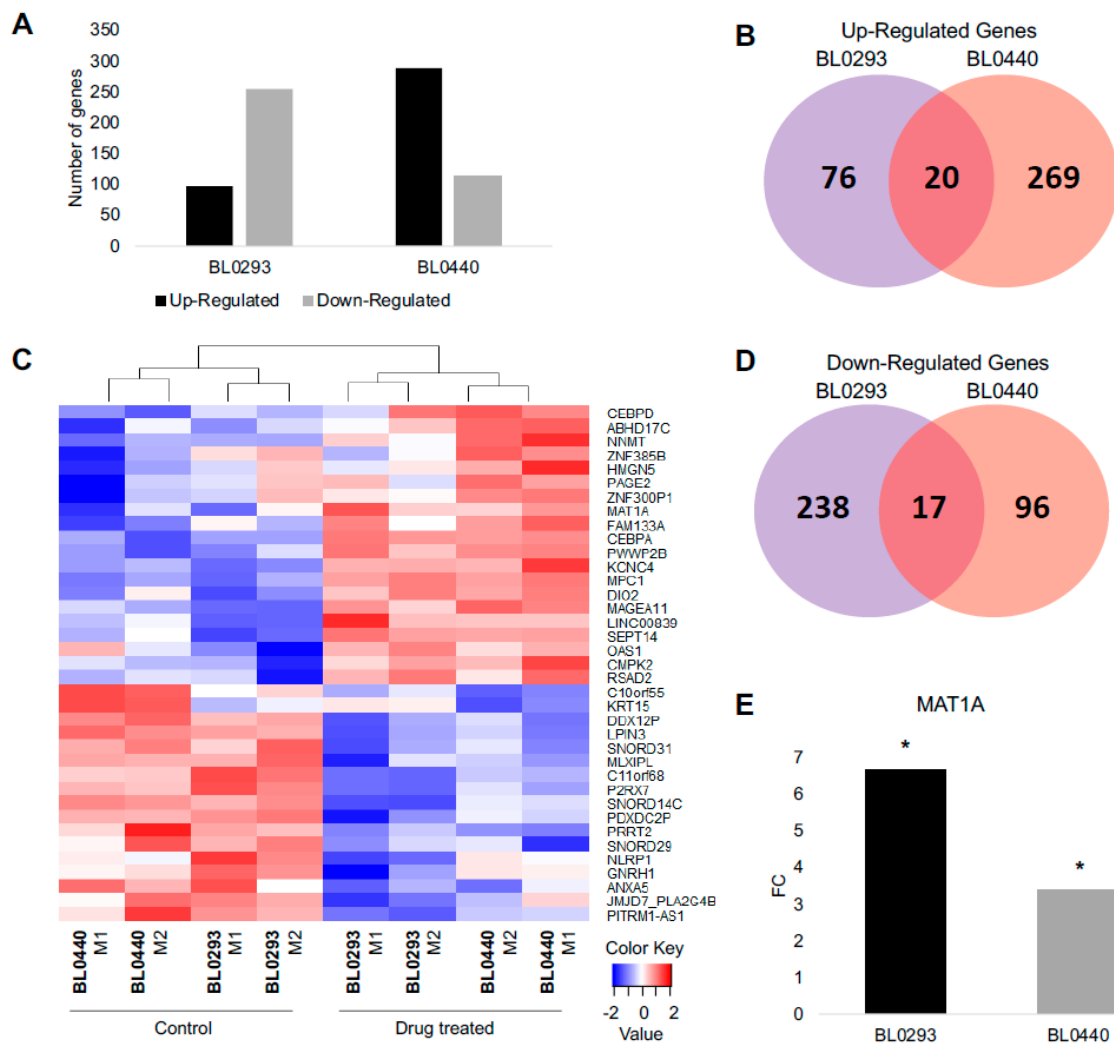 A
350
300
250
200
150
100
50
0
Number of genes
BL0293
BL0440
Up-Regulated
Down-Regulated
B
Up-Regulated Genes
BL0293
BL0440
76
20
269
C
CEBPD
ABHD17C
NNMT
ZNF385B
HMGN5
PAGE2
ZNF300P1
MAT1A
FAM133A
CEBPA
PWWP2B
KCNC4
MPC1
DIO2
MAGEA11
LINC00839
SEPT14
OAS1
CMPK2
RSAD2
C10orf55
KRT15
DDX12P
LPIN3
SNORD31
MLXIPL
C11orf68
P2RX7
SNORD14C
PDXDC2P
PRRT2
SNORD29
NLRP1
GNRH1
ANXA5
JMJD7_PLA2G4B
PITRM1-AS1
BL0440 M1
BL0440 M2
BL0293 M1
BL0293 M2
BL0293 M1
BL0293 M2
BL0440 M2
BL0440 M1
Control
Drug treated
Color Key
-2 0 2
Value
D
Down-Regulated Genes
BL0293
BL0440
238
17
96
E
MAT1A
7
6
5
4
3
2
1
0
FC
*
*
BL0293
BL0440